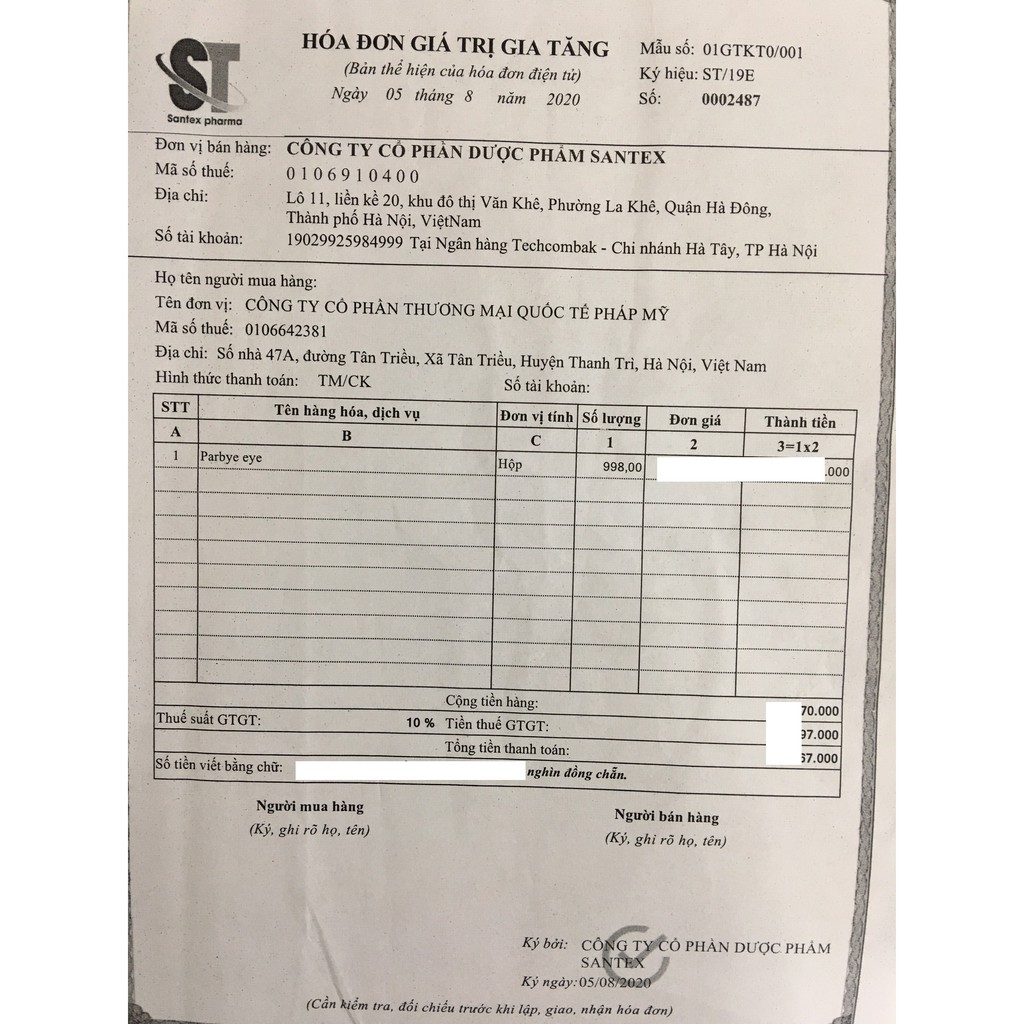 ST
Santex pharma
HÓA ĐƠN GIÁ TRỊ GIA TĂNG
(Bản thể hiện của hóa đơn điện tử)
Ngày 05 tháng 8 năm 2020
Mẫu số: 01GTKT0/001
Ký hiệu: ST/19E
Số: 0002487
Đơn vị bán hàng: CÔNG TY CỔ PHẦN DƯỢC PHẨM SANTEX
Mã số thuế: 0106910400
Địa chỉ: Lô 11, liền kề 20, khu đô thị Văn Khê, Phường La Khê, Quận Hà Đông,
Thành phố Hà Nội, ViệtNam
Số tài khoản: 19029925984999 Tại Ngân hàng Techcombak - Chi nhánh Hà Tây, TP Hà Nội
Họ tên người mua hàng:
Tên đơn vị: CÔNG TY CỔ PHẦN THƯƠNG MẠI QUỐC TẾ PHÁP MỸ
Mã số thuế: 0106642381
Địa chỉ: Số nhà 47A, đường Tân Triều, Xã Tân Triều, Huyện Thanh Trì, Hà Nội, Việt Nam
Hình thức thanh toán: TM/CK Số tài khoản:
STT Tên hàng hóa, dịch vụ Đơn vị tính Số lượng Đơn giá Thành tiền
A B C 1 2 3=1x2
1 Parbye eye Hộp 998,00 .000
Cộng tiền hàng: 70.000
Thuế suất GTGT: 10 % Tiền thuế GTGT: 97.000
Tổng tiền thanh toán: 67.000
Số tiền viết bằng chữ: nghìn đồng chẵn.
Người mua hàng
(Ký, ghi rõ họ, tên)
Người bán hàng
(Ký, ghi rõ họ, tên)
Ký bởi: CÔNG TY CỔ PHẦN DƯỢC PHẨM
SANTEX
Ký ngày: 05/08/2020
(Cần kiểm tra, đối chiếu trước khi lập, giao, nhận hóa đơn)